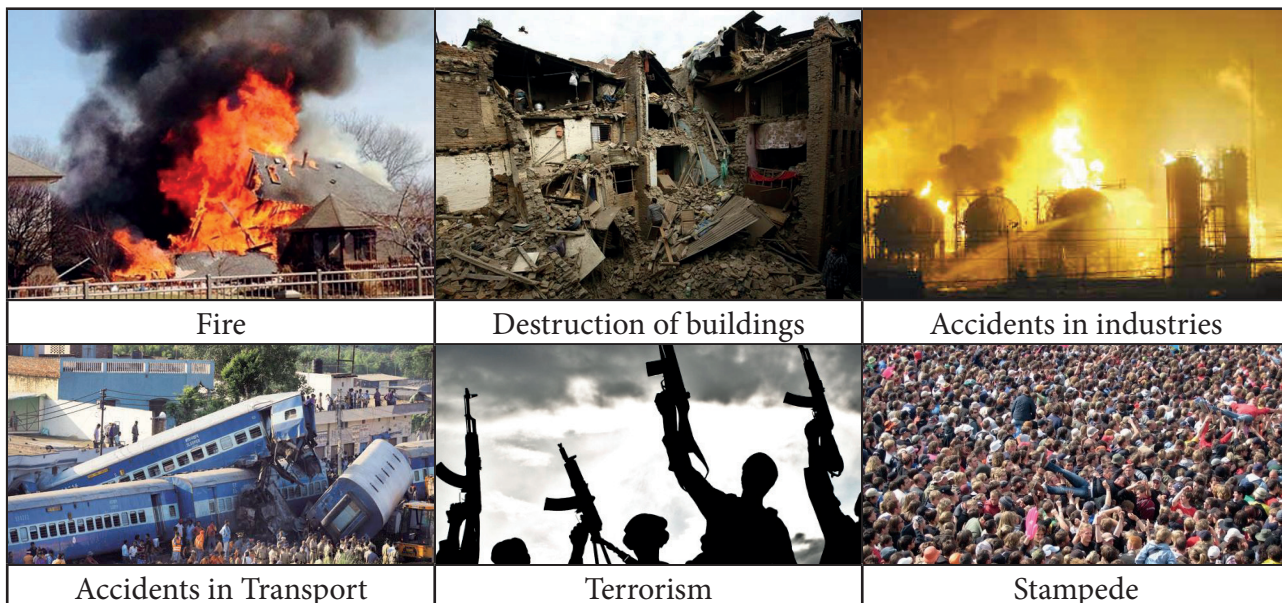 Fire
Destruction of buildings
Accidents in industries
Accidents in Transport
Terrorism
Stampede